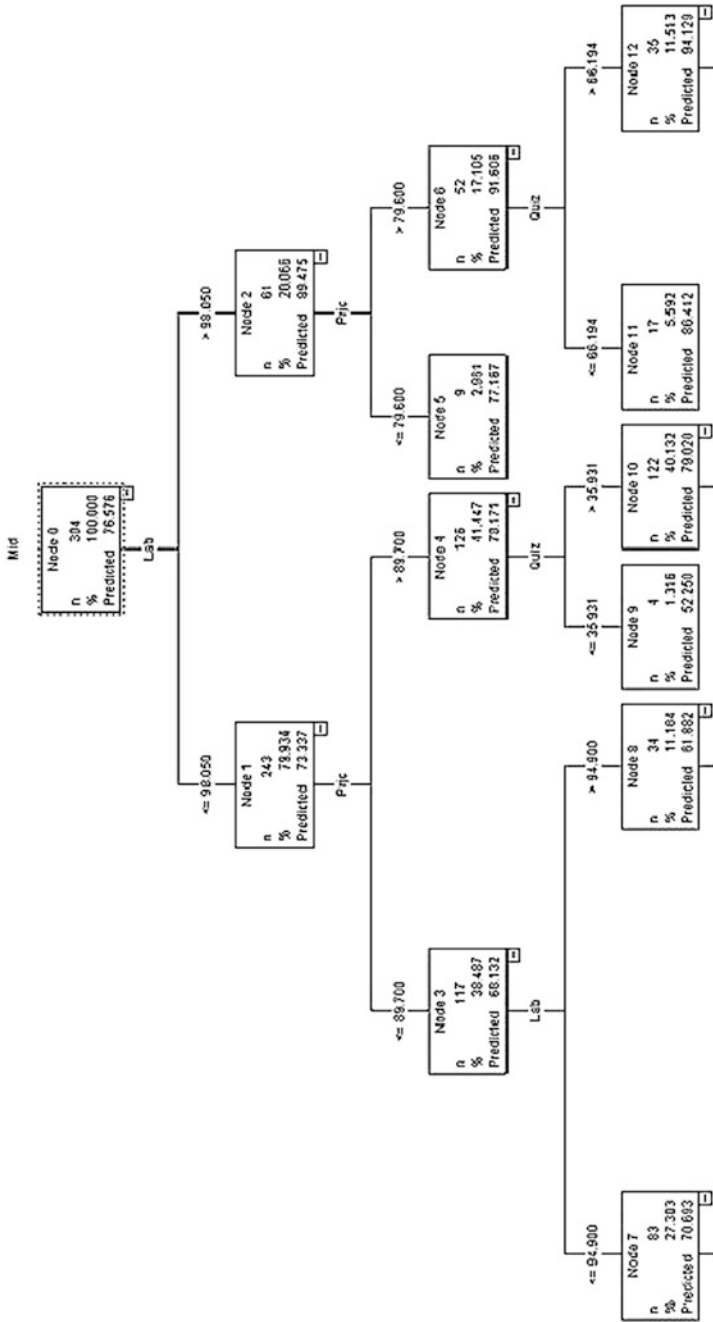 Mid
Node 0
n 304
% 100.000
Predicted 76.576
Lab
<= 98.050
> 98.050
Node 1
n 243
% 79.934
Predicted 73.337
Node 2
n 61
% 20.066
Predicted 89.475
Prjc
Prjc
<= 89.700
> 89.700
<= 79.600
> 79.600
Node 3
n 117
% 38.487
Predicted 68.132
Node 4
n 126
% 41.447
Predicted 78.171
Node 5
n 9
% 2.961
Predicted 77.167
Node 6
n 52
% 17.105
Predicted 91.606
Lab
Quiz
Quiz
<= 94.900
> 94.900
<= 35.931
> 35.931
<= 66.194
> 66.194
Node 7
n 83
% 27.303
Predicted 70.693
Node 8
n 34
% 11.184
Predicted 61.882
Node 9
n 4
% 1.316
Predicted 52.250
Node 10
n 122
% 40.132
Predicted 79.020
Node 11
n 17
% 5.592
Predicted 86.412
Node 12
n 35
% 11.513
Predicted 94.129